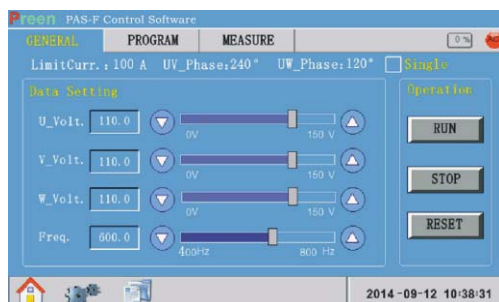 Preen PAS-F Control Software
GENERAL PROGRAM MEASURE 0 %
LimitCurr.: 100 A UV_Phase:240° UW_Phase:120° Single
Data Setting Operation
U_Volt. 110.0 0V 150 V RUN
V_Volt. 110.0 0V 150 V STOP
W_Volt. 110.0 0V 150 V RESET
Freq. 600.0 400Hz 800 Hz
2014-09-12 10:38:31